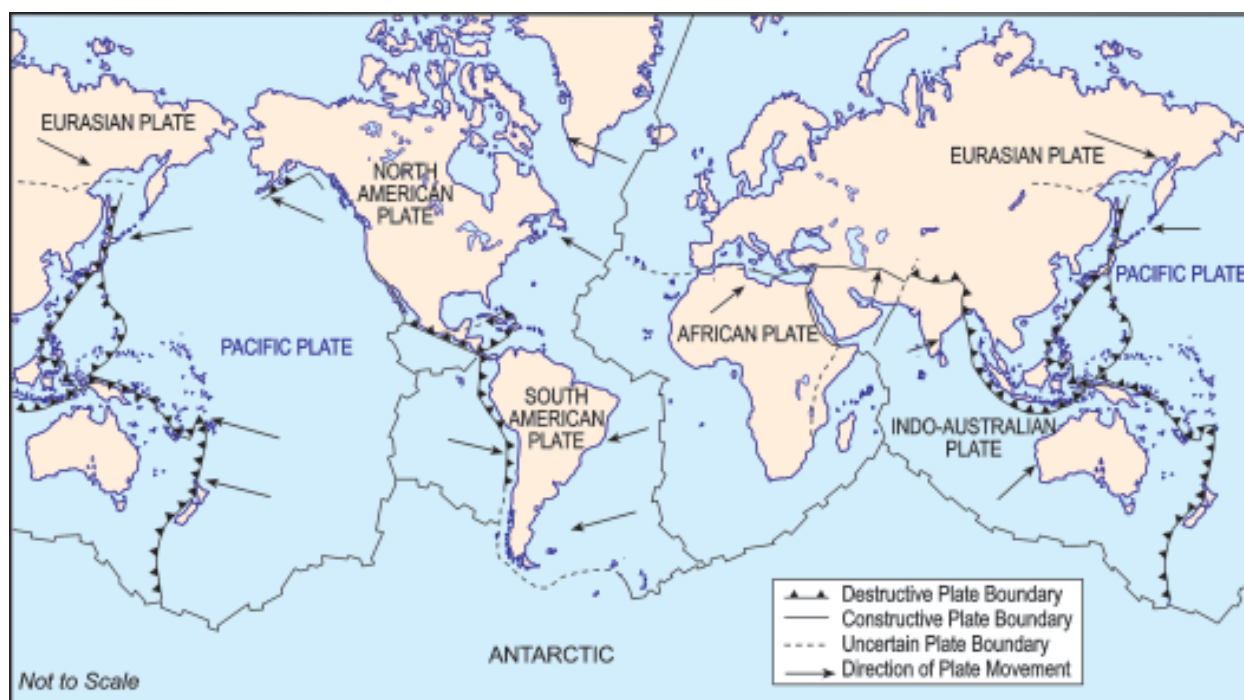 EURASIAN PLATE
NORTH
AMERICAN
PLATE
EURASIAN PLATE
PACIFIC PLATE
AFRICAN PLATE
PACIFIC PLATE
SOUTH
AMERICAN
PLATE
INDO-AUSTRALIAN
PLATE
ANTARCTIC
Destructive Plate Boundary
Constructive Plate Boundary
Uncertain Plate Boundary
Direction of Plate Movement
Not to Scale